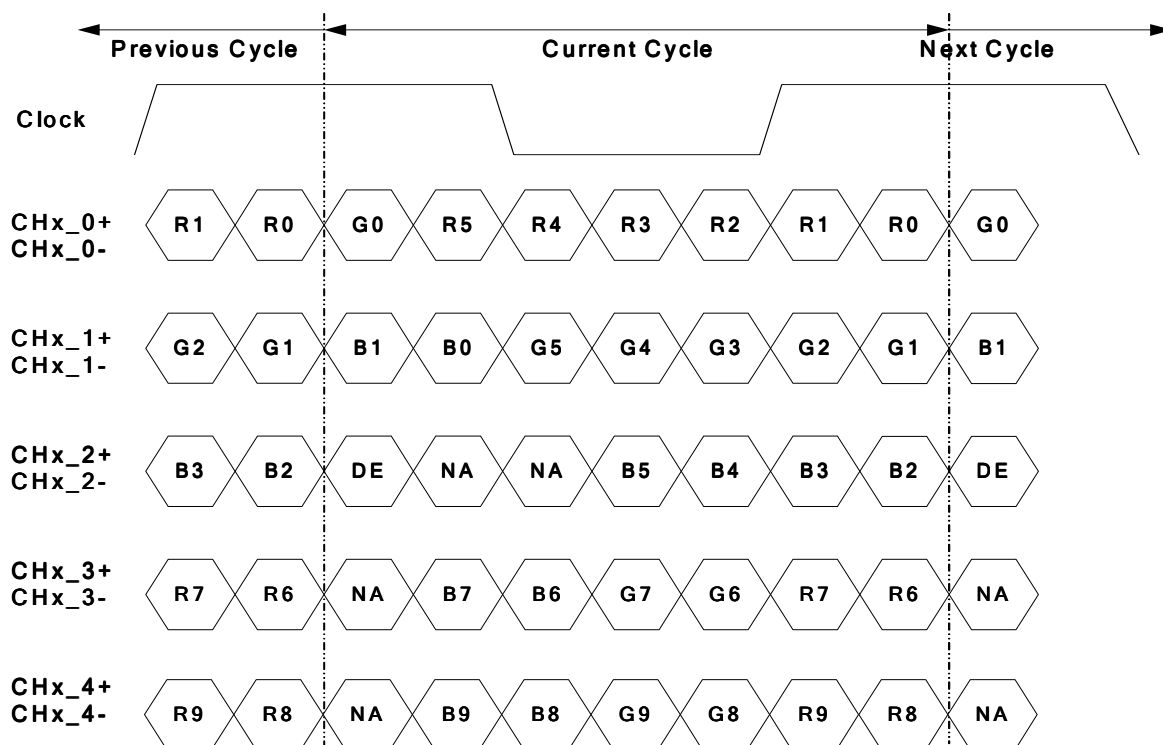 Previous Cycle Current Cycle Next Cycle
Clock
CHx_0+
CHx_0-
R1 R0 G0 R5 R4 R3 R2 R1 R0 G0
CHx_1+
CHx_1-
G2 G1 B1 B0 G5 G4 G3 G2 G1 B1
CHx_2+
CHx_2-
B3 B2 DE NA NA B5 B4 B3 B2 DE
CHx_3+
CHx_3-
R7 R6 NA B7 B6 G7 G6 R7 R6 NA
CHx_4+
CHx_4-
R9 R8 NA B9 B8 G9 G8 R9 R8 NA